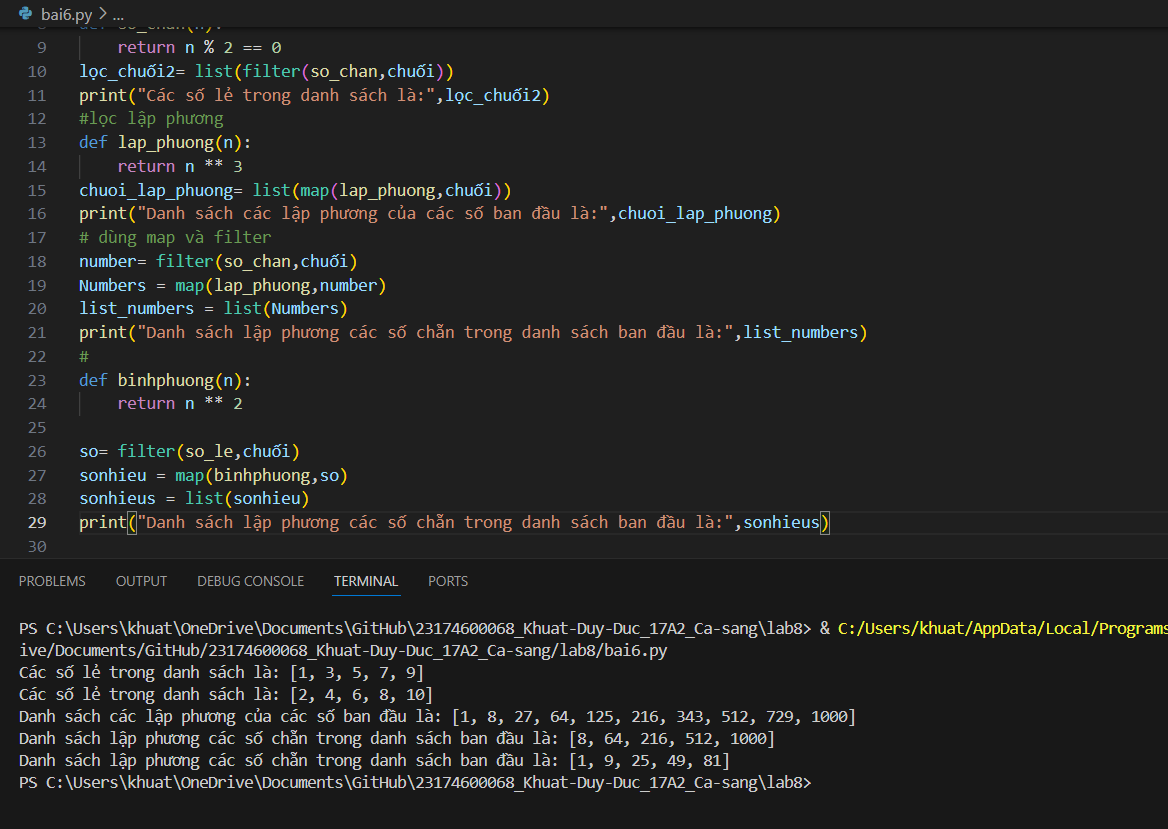 bai6.py > ...
8 def so_chan(n):
9 return n % 2 == 0
10 lọc_chuối2= list(filter(so_chan,chuối))
11 print("Các số lẻ trong danh sách là:",lọc_chuối2)
12 #lọc lập phương
13 def lap_phuong(n):
14 return n ** 3
15 chuoi_lap_phuong= list(map(lap_phuong,chuối))
16 print("Danh sách các lập phương của các số ban đầu là:",chuoi_lap_phuong)
17 # dùng map và filter
18 number= filter(so_chan,chuối)
19 Numbers = map(lap_phuong,number)
20 list_numbers = list(Numbers)
21 print("Danh sách lập phương các số chẵn trong danh sách ban đầu là:",list_numbers)
22 #
23 def binhphuong(n):
24 return n ** 2
25
26 so= filter(so_le,chuối)
27 sonhieu = map(binhphuong,so)
28 sonhieus = list(sonhieu)
29 print("Danh sách lập phương các số chẵn trong danh sách ban đầu là:",sonhieus)
30
PROBLEMS OUTPUT DEBUG CONSOLE TERMINAL PORTS
PS C:\Users\khuat\OneDrive\Documents\GitHub\23174600068_Khuat-Duy-Duc_17A2_Ca-sang\lab8> & C:/Users/khuat/AppData/Local/Programs
ive/Documents/GitHub/23174600068_Khuat-Duy-Duc_17A2_Ca-sang/lab8/bai6.py
Các số lẻ trong danh sách là: [1, 3, 5, 7, 9]
Các số lẻ trong danh sách là: [2, 4, 6, 8, 10]
Danh sách các lập phương của các số ban đầu là: [1, 8, 27, 64, 125, 216, 343, 512, 729, 1000]
Danh sách lập phương các số chẵn trong danh sách ban đầu là: [8, 64, 216, 512, 1000]
Danh sách lập phương các số chẵn trong danh sách ban đầu là: [1, 9, 25, 49, 81]
PS C:\Users\khuat\OneDrive\Documents\GitHub\23174600068_Khuat-Duy-Duc_17A2_Ca-sang\lab8>